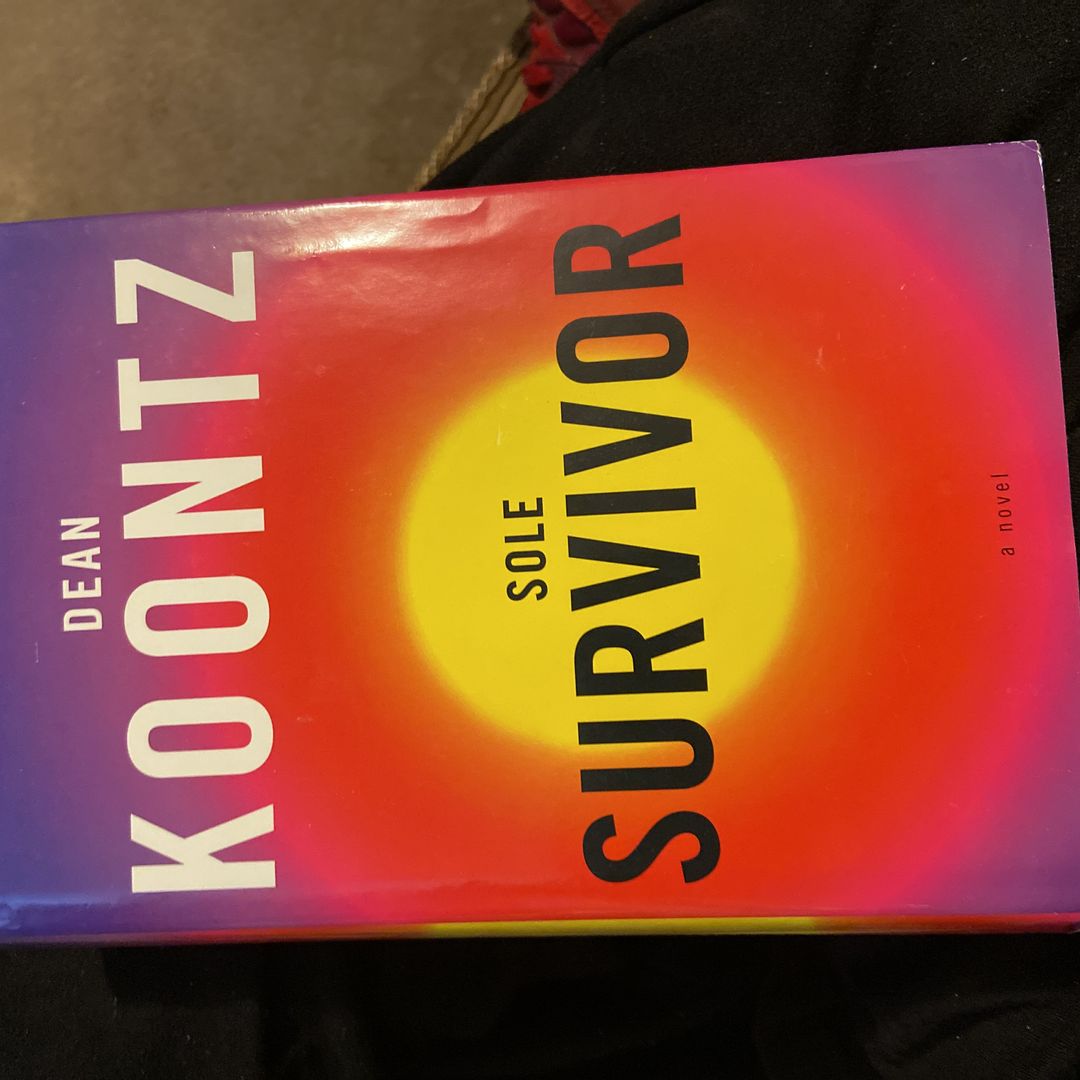 DEAN
KOONTZ
SOLE
SURVIVOR
a novel